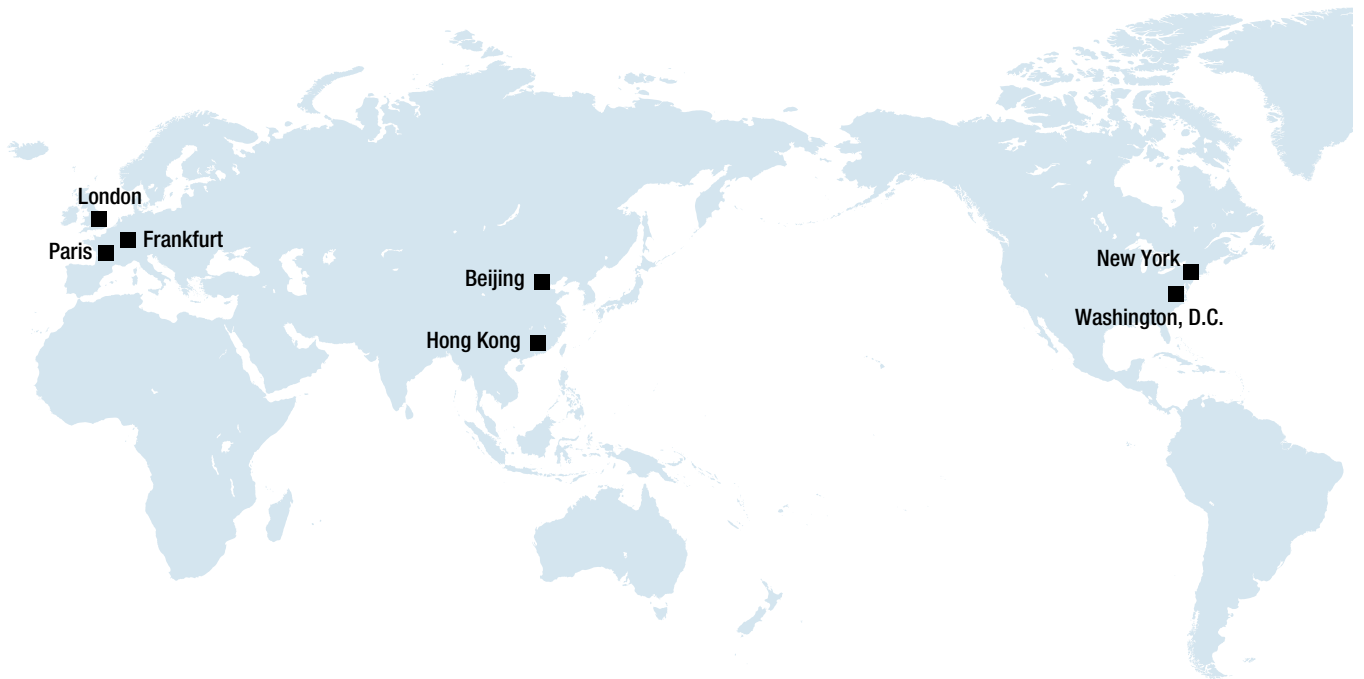 London
Paris
Frankfurt
Beijing
Hong Kong
New York
Washington, D.C.